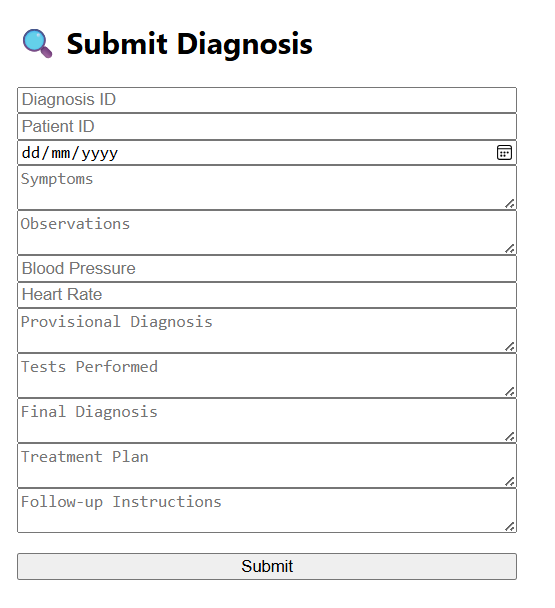 Submit Diagnosis
Diagnosis ID
Patient ID
dd/mm/yyyy
Symptoms
Observations
Blood Pressure
Heart Rate
Provisional Diagnosis
Tests Performed
Final Diagnosis
Treatment Plan
Follow-up Instructions
Submit